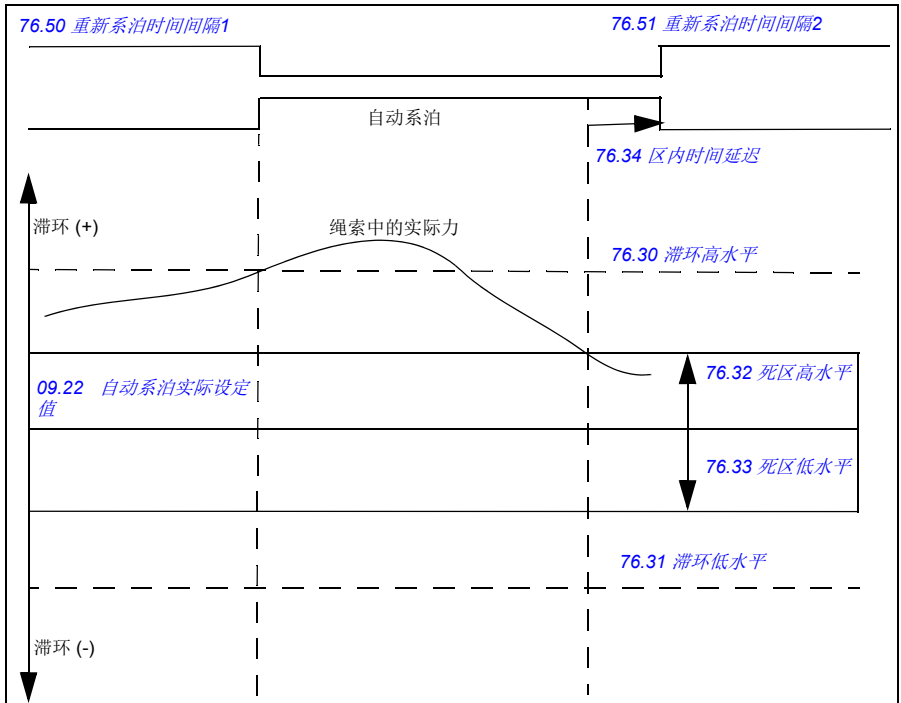 76.50 重新系泊时间间隔1
76.51 重新系泊时间间隔2
自动系泊
76.34 区内时间延迟
滞环 (+)
绳索中的实际力
76.30 滞环高水平
76.32 死区高水平
09.22 自动系泊实际设定
值
76.33 死区低水平
76.31 滞环低水平
滞环 (-)